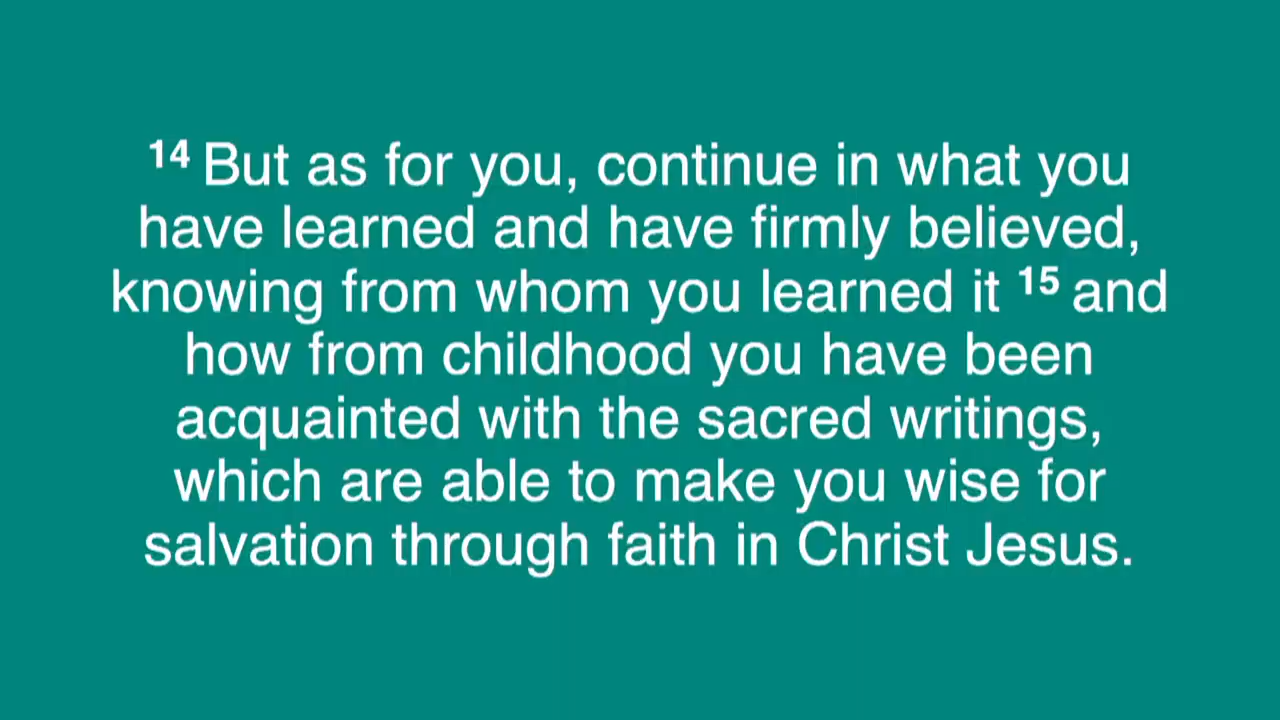 14 But as for you, continue in what you
have learned and have firmly believed,
knowing from whom you learned it 15 and
how from childhood you have been
acquainted with the sacred writings,
which are able to make you wise for
salvation through faith in Christ Jesus.